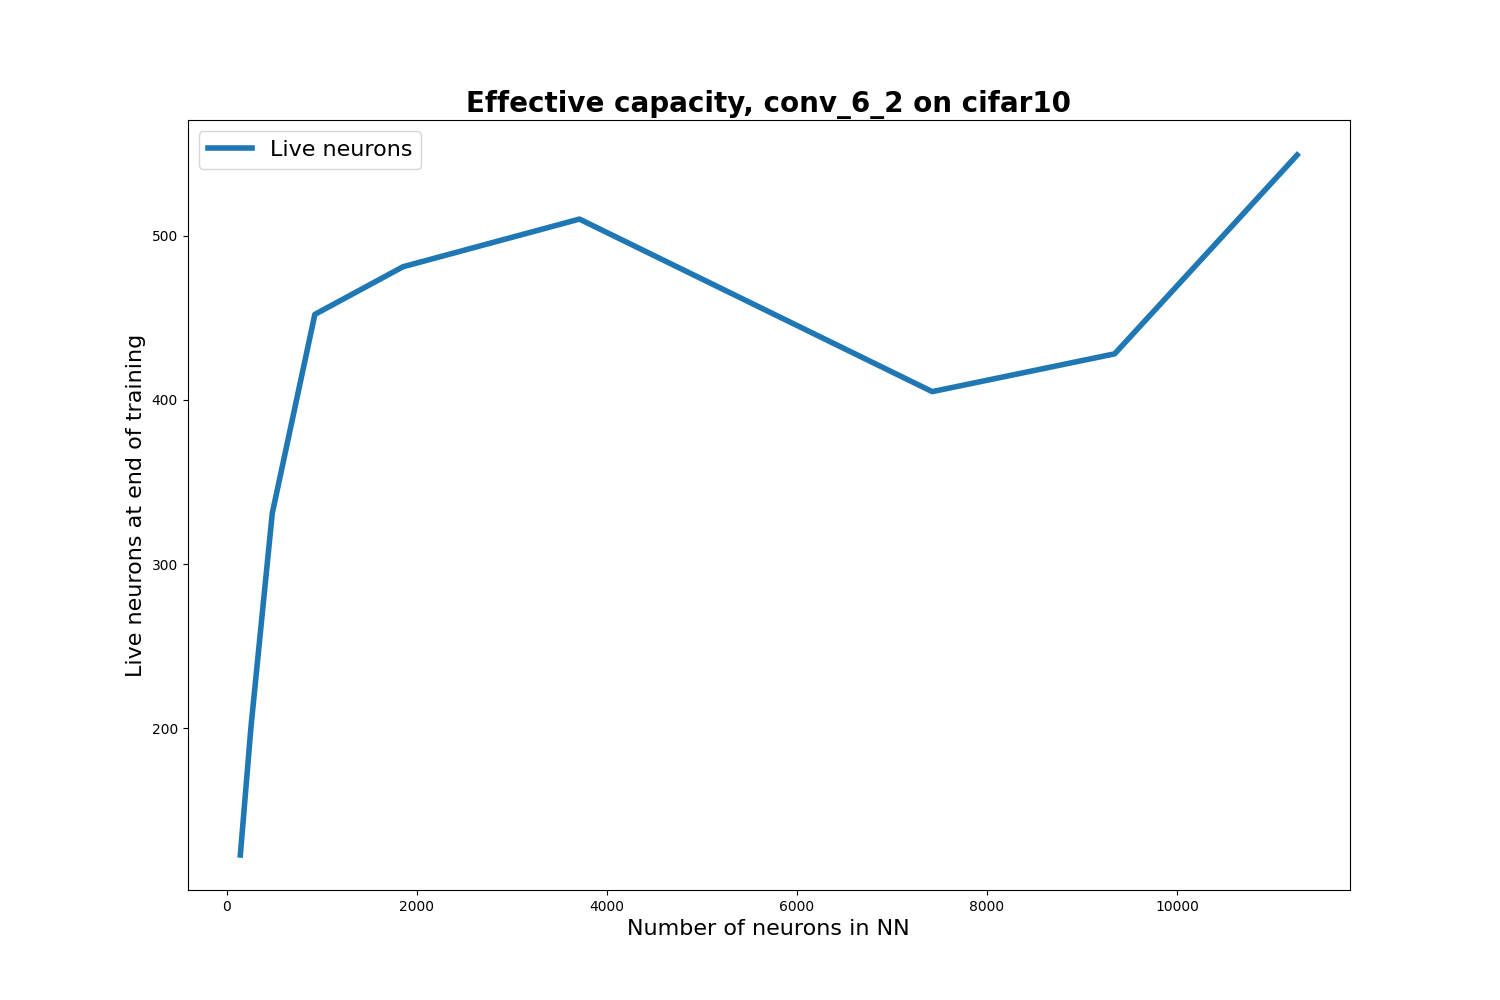 Effective capacity, conv_6_2 on cifar10
Live neurons
Live neurons at end of training
500
400
300
200
0
2000
4000
6000
8000
10000
Number of neurons in NN